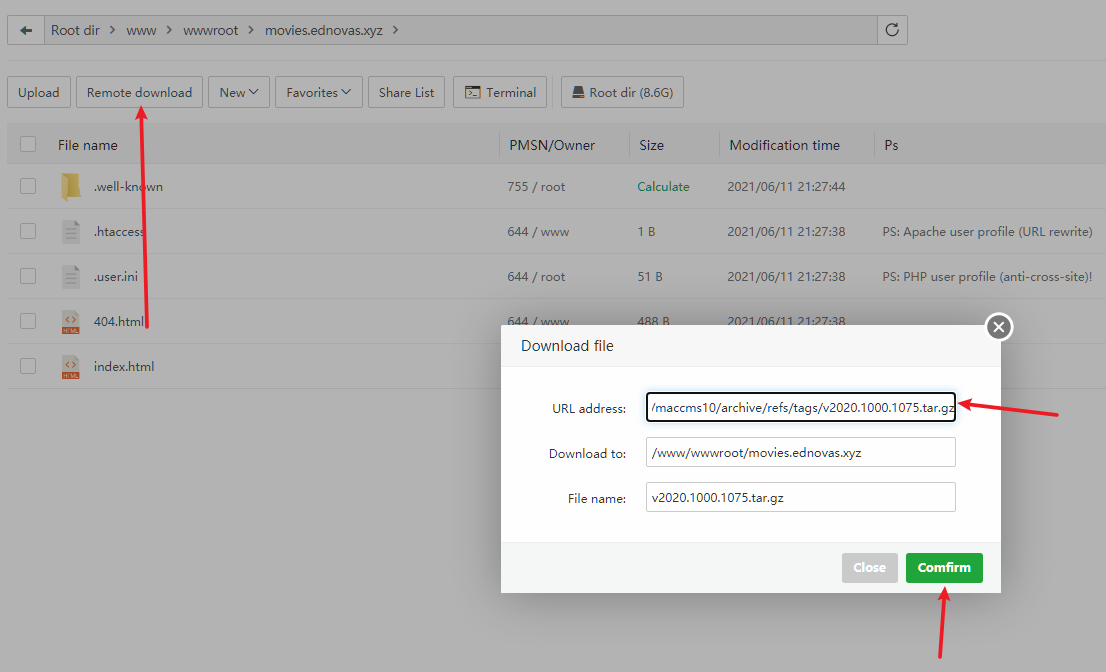 Root dir > www > wwwroot > movies.ednovas.xyz >
Upload Remote download New Favorites Share List Terminal Root dir (8.6G)
File name PMSN/Owner Size Modification time Ps
.well-known 755 / root Calculate 2021/06/11 21:27:44
.htaccess 644 / www 1 B 2021/06/11 21:27:38 PS: Apache user profile (URL rewrite)
.user.ini 644 / root 51 B 2021/06/11 21:27:38 PS: PHP user profile (anti-cross-site)!
404.html 644 / www 488 B 2021/06/11 21:27:38
index.html
Download file
URL address: /maccms10/archive/refs/tags/v2020.1000.1075.tar.gz
Download to: /www/wwwroot/movies.ednovas.xyz
File name: v2020.1000.1075.tar.gz
Close Comfirm